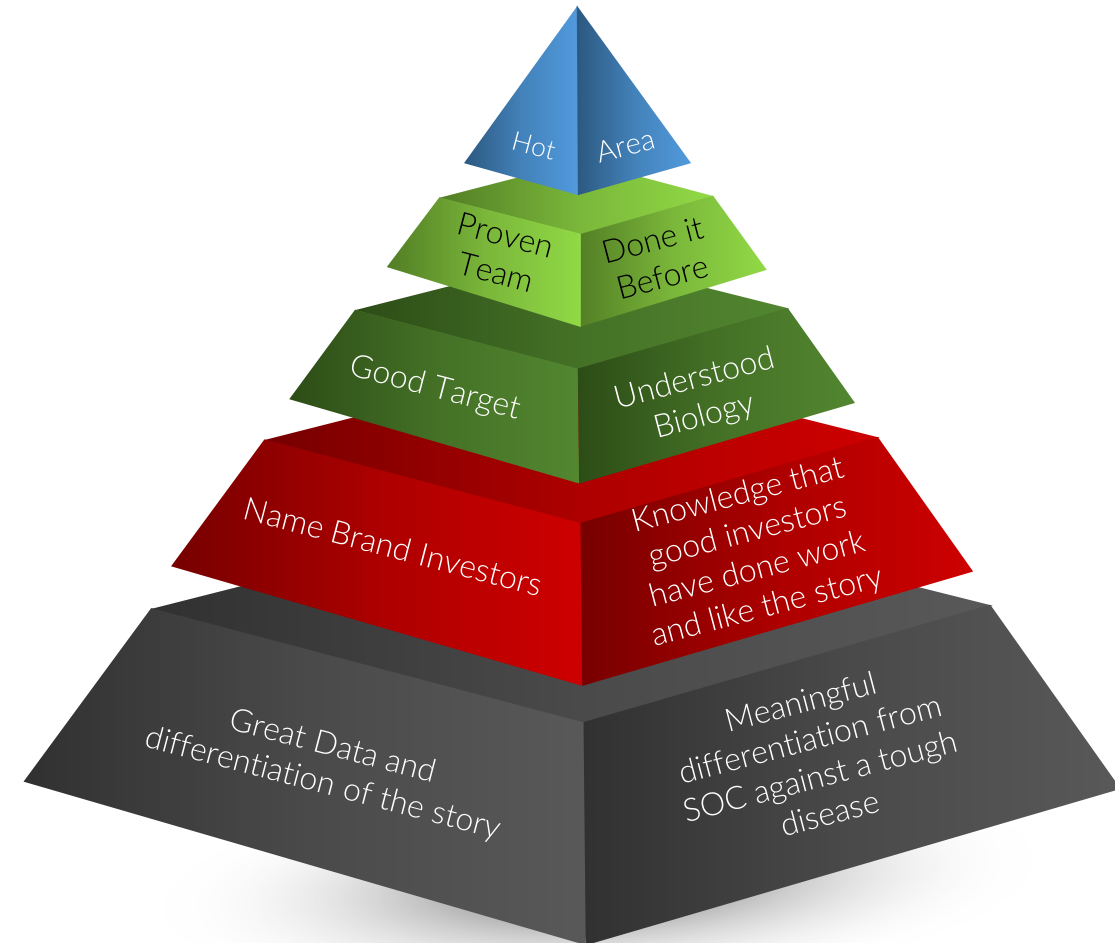 Hot Area
Proven
Team
Done it
Before
Good Target
Understood
Biology
Name Brand Investors
Knowledge that
good investors
have done work
and like the story
Great Data and
differentiation of the story
Meaningful
differentiation from
SOC against a tough
disease